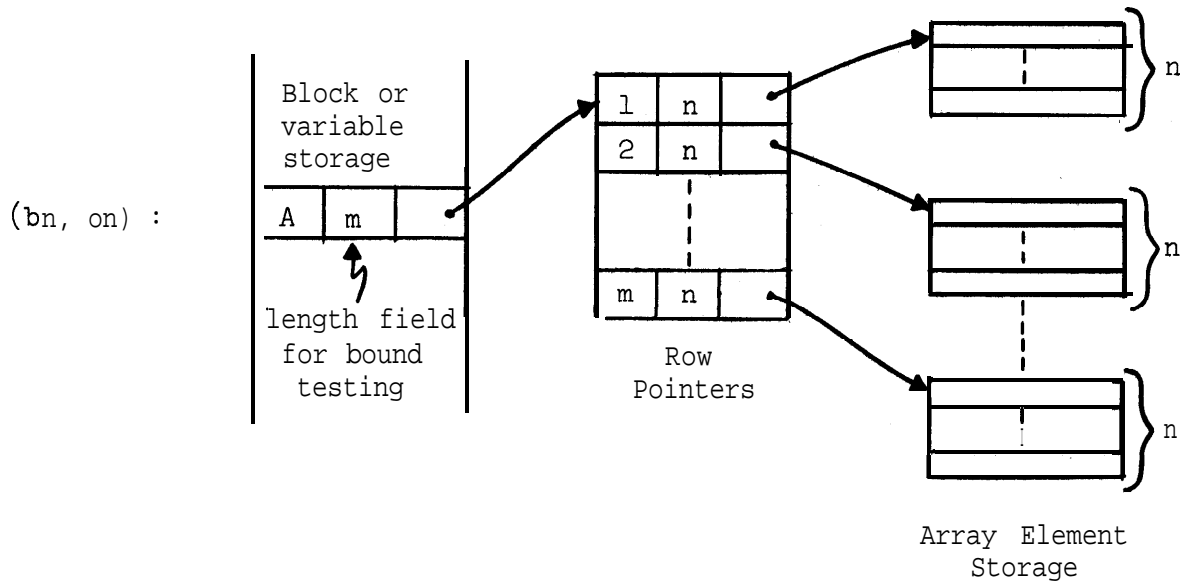 Block or
variable
storage
(bn, on) :
A m
length field
for bound
testing
1 n
2 n
m n
Row
Pointers
n
n
n
Array Element
Storage